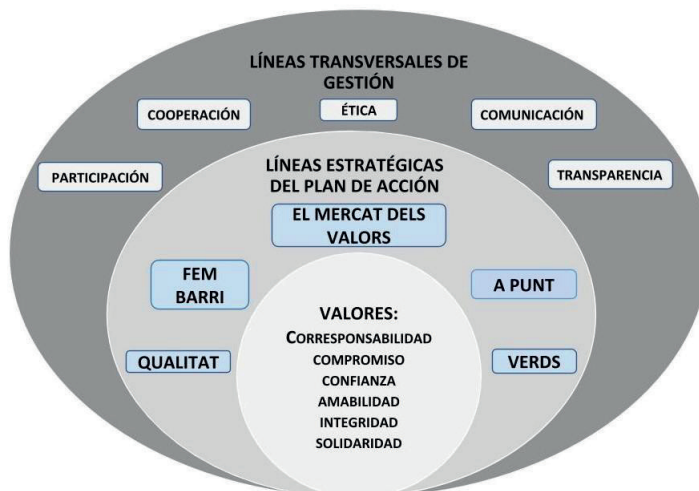 LÍNEAS TRANSVERSALES DE
GESTIÓN
COOPERACIÓN
ÉTICA
COMUNICACIÓN
PARTICIPACIÓN
TRANSPARENCIA
LÍNEAS ESTRATÉGICAS
DEL PLAN DE ACCIÓN
EL MERCAT DELS
VALORS
FEM
BARRI
A PUNT
QUALITAT
VERDS
VALORES:
CORRESPONSABILIDAD
COMPROMISO
CONFIANZA
AMABILIDAD
INTEGRIDAD
SOLIDARIDAD